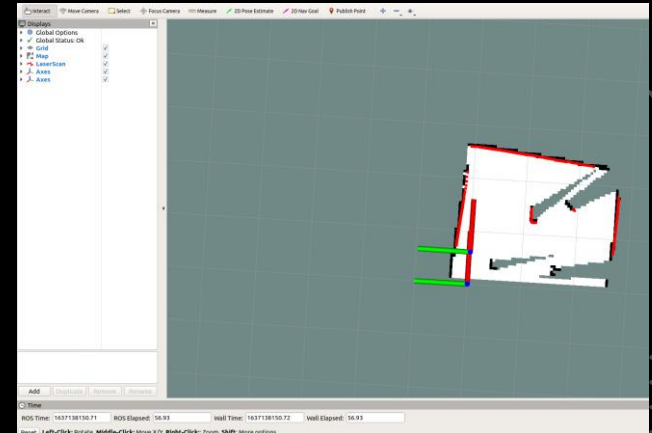 Interact Move Camera Select Focus Camera Measure 2D Pose Estimate 2D Nav Goal Publish Point
Displays
Global Options
Global Status: Ok
Grid
Map
LaserScan
Axes
Axes
Add Duplicate Remove Rename
Time
ROS Time: 1637138150.71 ROS Elapsed: 56.93 Wall Time: 1637138150.72 Wall Elapsed: 56.93
Reset Left-Click: Rotate. Middle-Click: Move X/Y. Right-Click: Zoom. Shift: More options.